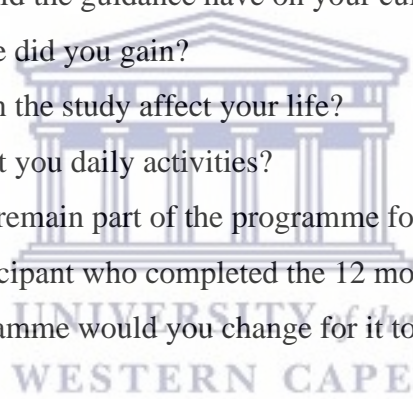 ld the guidance have on your cu
e did you gain?
n the study affect your life?
t you daily activities?
remain part of the programme fo
cipant who completed the 12 mo
UNIVERSITY of the
amme would you change for it to
WESTERN CAPE